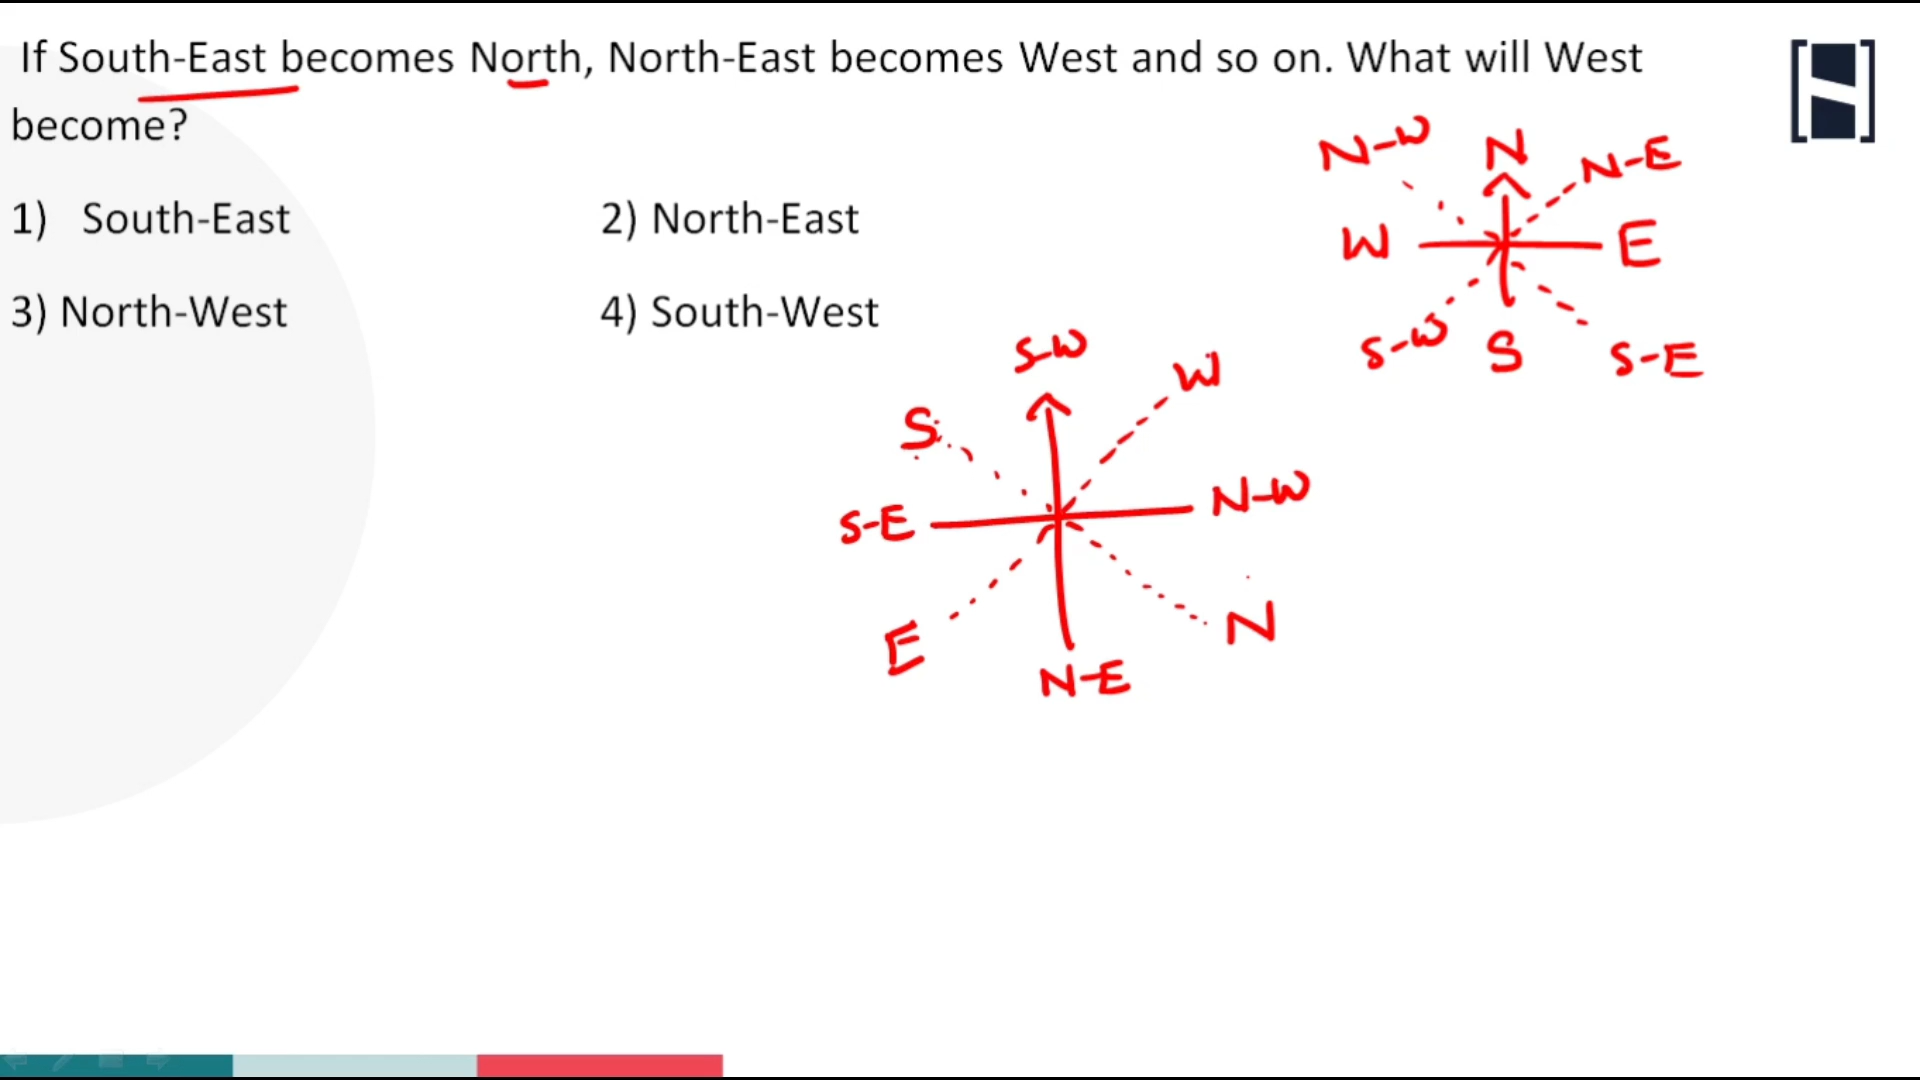 If South-East becomes North, North-East becomes West and so on. What will West
become?
1) South-East
2) North-East
3) North-West
4) South-West
N-W N N-E
W E
S-W S S-E
S-W W
S
S-E N-W
E N
N-E